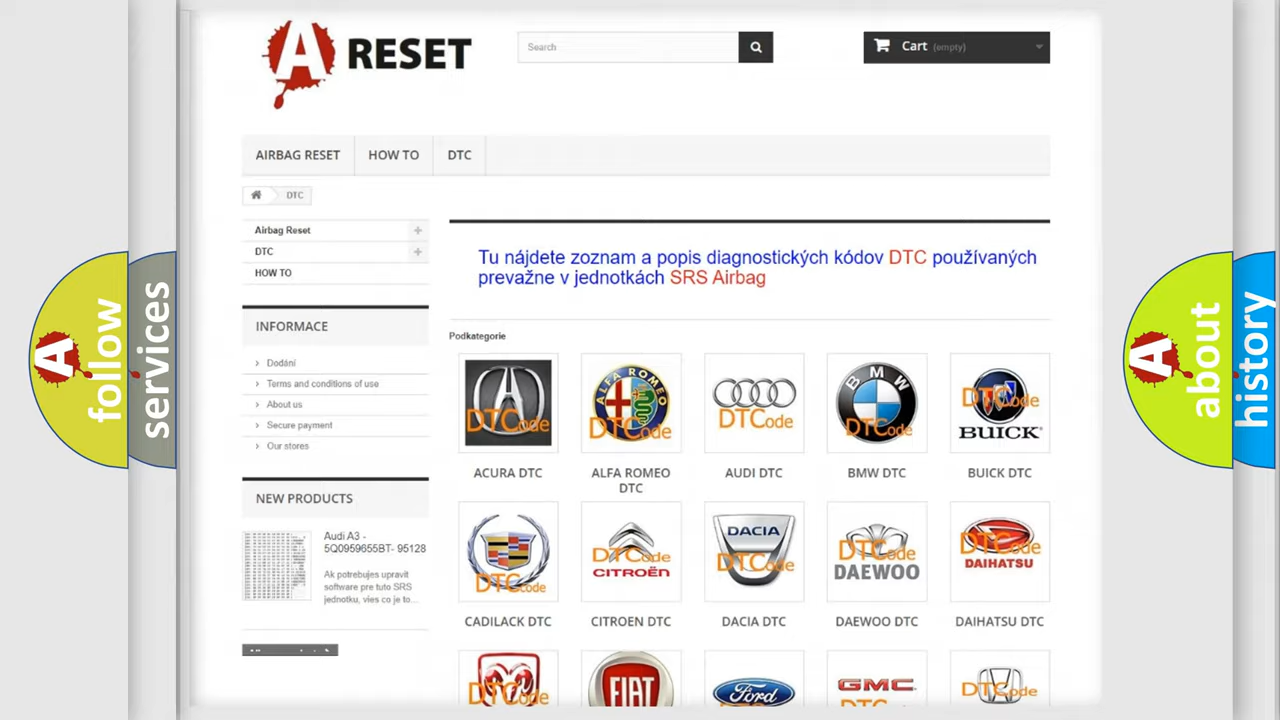 A RESET
Search
Cart (empty)
AIRBAG RESET
HOW TO
DTC
DTC
Airbag Reset
DTC
HOW TO
Tu nájdete zoznam a popis diagnostických kódov DTC používaných
prevažne v jednotkách SRS Airbag
INFORMACE
Dodání
Terms and conditions of use
About us
Secure payment
Our stores
NEW PRODUCTS
Audi A3 -
5Q0959655BT- 95128
Ak potrebujes upravit
software pre tuto SRS
jednotku, vies co je to...
Podkategorie
DTCode
ALFA ROMEO
DTCode
DTCode
BMW
DTCode
DTCode
BUICK
ACURA DTC
ALFA ROMEO
DTC
AUDI DTC
BMW DTC
BUICK DTC
DTCode
DTCode
CITROËN
DACIA
DTCode
DTCode
DAEWOO
DTCode
DAIHATSU
CADILACK DTC
CITROEN DTC
DACIA DTC
DAEWOO DTC
DAIHATSU DTC
DTCode
FIAT
Ford
GMC
DTCode
A follow
services
A about
history